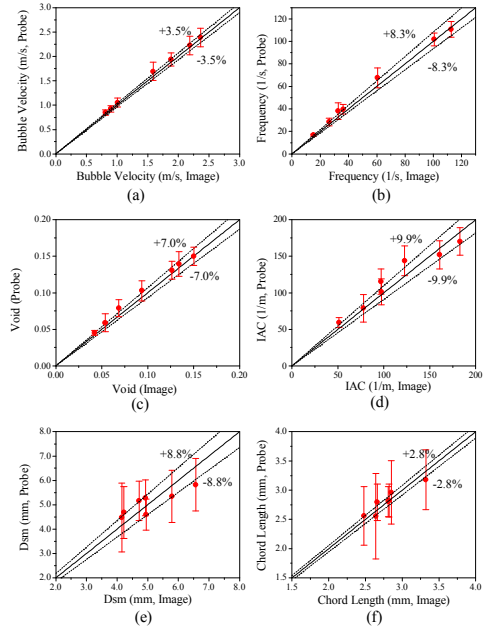 3.0
2.5
2.0
1.5
1.0
0.5
0.0
Bubble Velocity (m/s, Probe)
+3.5%
-3.5%
0.0 0.5 1.0 1.5 2.0 2.5 3.0
Bubble Velocity (m/s, Image)
(a)
120
100
80
60
40
20
0
Frequency (1/s, Probe)
+8.3%
-8.3%
0 20 40 60 80 100 120
Frequency (1/s, Image)
(b)
0.20
0.15
0.10
0.05
0.00
Void (Probe)
+7.0%
-7.0%
0.00 0.05 0.10 0.15 0.20
Void (Image)
(c)
200
150
100
50
0
IAC (1/m, Probe)
+9.9%
-9.9%
0 50 100 150 200
IAC (1/m, Image)
(d)
8.0
7.0
6.0
5.0
4.0
3.0
2.0
Dsm (mm, Probe)
+8.8%
-8.8%
2.0 3.0 4.0 5.0 6.0 7.0 8.0
Dsm (mm, Image)
(e)
4.0
3.5
3.0
2.5
2.0
1.5
Chord Length (mm, Probe)
+2.8%
-2.8%
1.5 2.0 2.5 3.0 3.5 4.0
Chord Length (mm, Image)
(f)